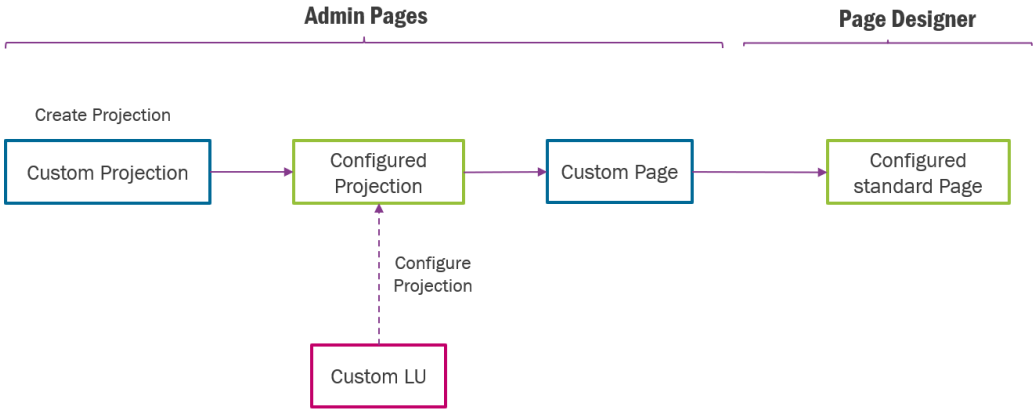 Admin Pages
Page Designer
Create Projection
Custom Projection
Configured
Projection
Custom Page
Configured
standard Page
Configure
Projection
Custom LU